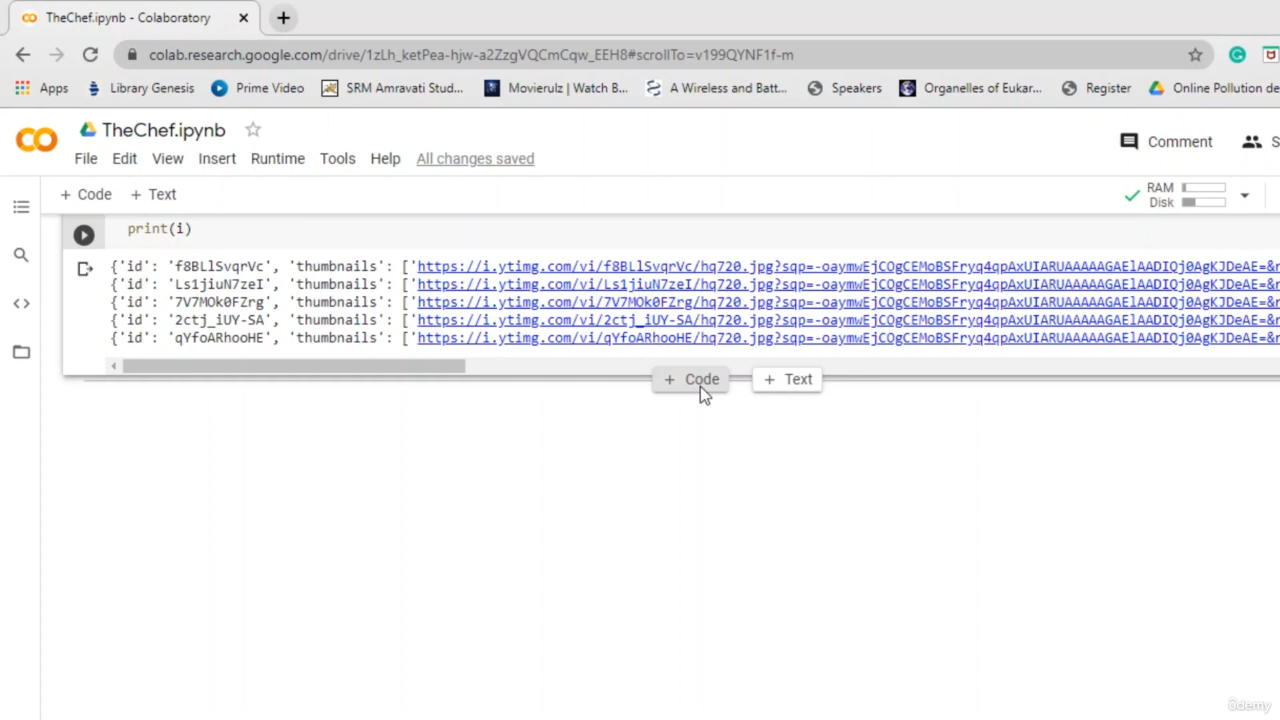 TheChef.ipynb - Colaboratory
colab.research.google.com/drive/1zLh_ketPea-hjw-a2ZzgVQCmCqw_EEH8#scrollTo=v199QYNF1f-m
Apps Library Genesis Prime Video SRM Amravati Stud... Movierulz | Watch B... A Wireless and Batt... Speakers Organelles of Eukar... Register Online Pollution de
TheChef.ipynb
Comment S
File Edit View Insert Runtime Tools Help All changes saved
+ Code + Text
RAM
Disk
print(i)
{'id': 'f8BLlSvqrVc', 'thumbnails': ['https://i.ytimg.com/vi/f8BLlSvqrVc/hq720.jpg?sqp=-oaymwEjCOgCEMoBSFryq4qpAxUIARUAAAAAGAElAADIQj0AgKJDeAE=&r
{'id': 'Ls1jiuN7zeI', 'thumbnails': ['https://i.ytimg.com/vi/Ls1jiuN7zeI/hq720.jpg?sqp=-oaymwEjCOgCEMoBSFryq4qpAxUIARUAAAAAGAElAADIQj0AgKJDeAE=&r
{'id': '7V7MOk0FZrg', 'thumbnails': ['https://i.ytimg.com/vi/7V7MOk0FZrg/hq720.jpg?sqp=-oaymwEjCOgCEMoBSFryq4qpAxUIARUAAAAAGAElAADIQj0AgKJDeAE=&r
{'id': '2ctj_iUY-SA', 'thumbnails': ['https://i.ytimg.com/vi/2ctj_iUY-SA/hq720.jpg?sqp=-oaymwEjCOgCEMoBSFryq4qpAxUIARUAAAAAGAElAADIQj0AgKJDeAE=&r
{'id': 'qYfoARhooHE', 'thumbnails': ['https://i.ytimg.com/vi/qYfoARhooHE/hq720.jpg?sqp=-oaymwEjCOgCEMoBSFryq4qpAxUIARUAAAAAGAElAADIQj0AgKJDeAE=&r
+ Code + Text
ûdemy